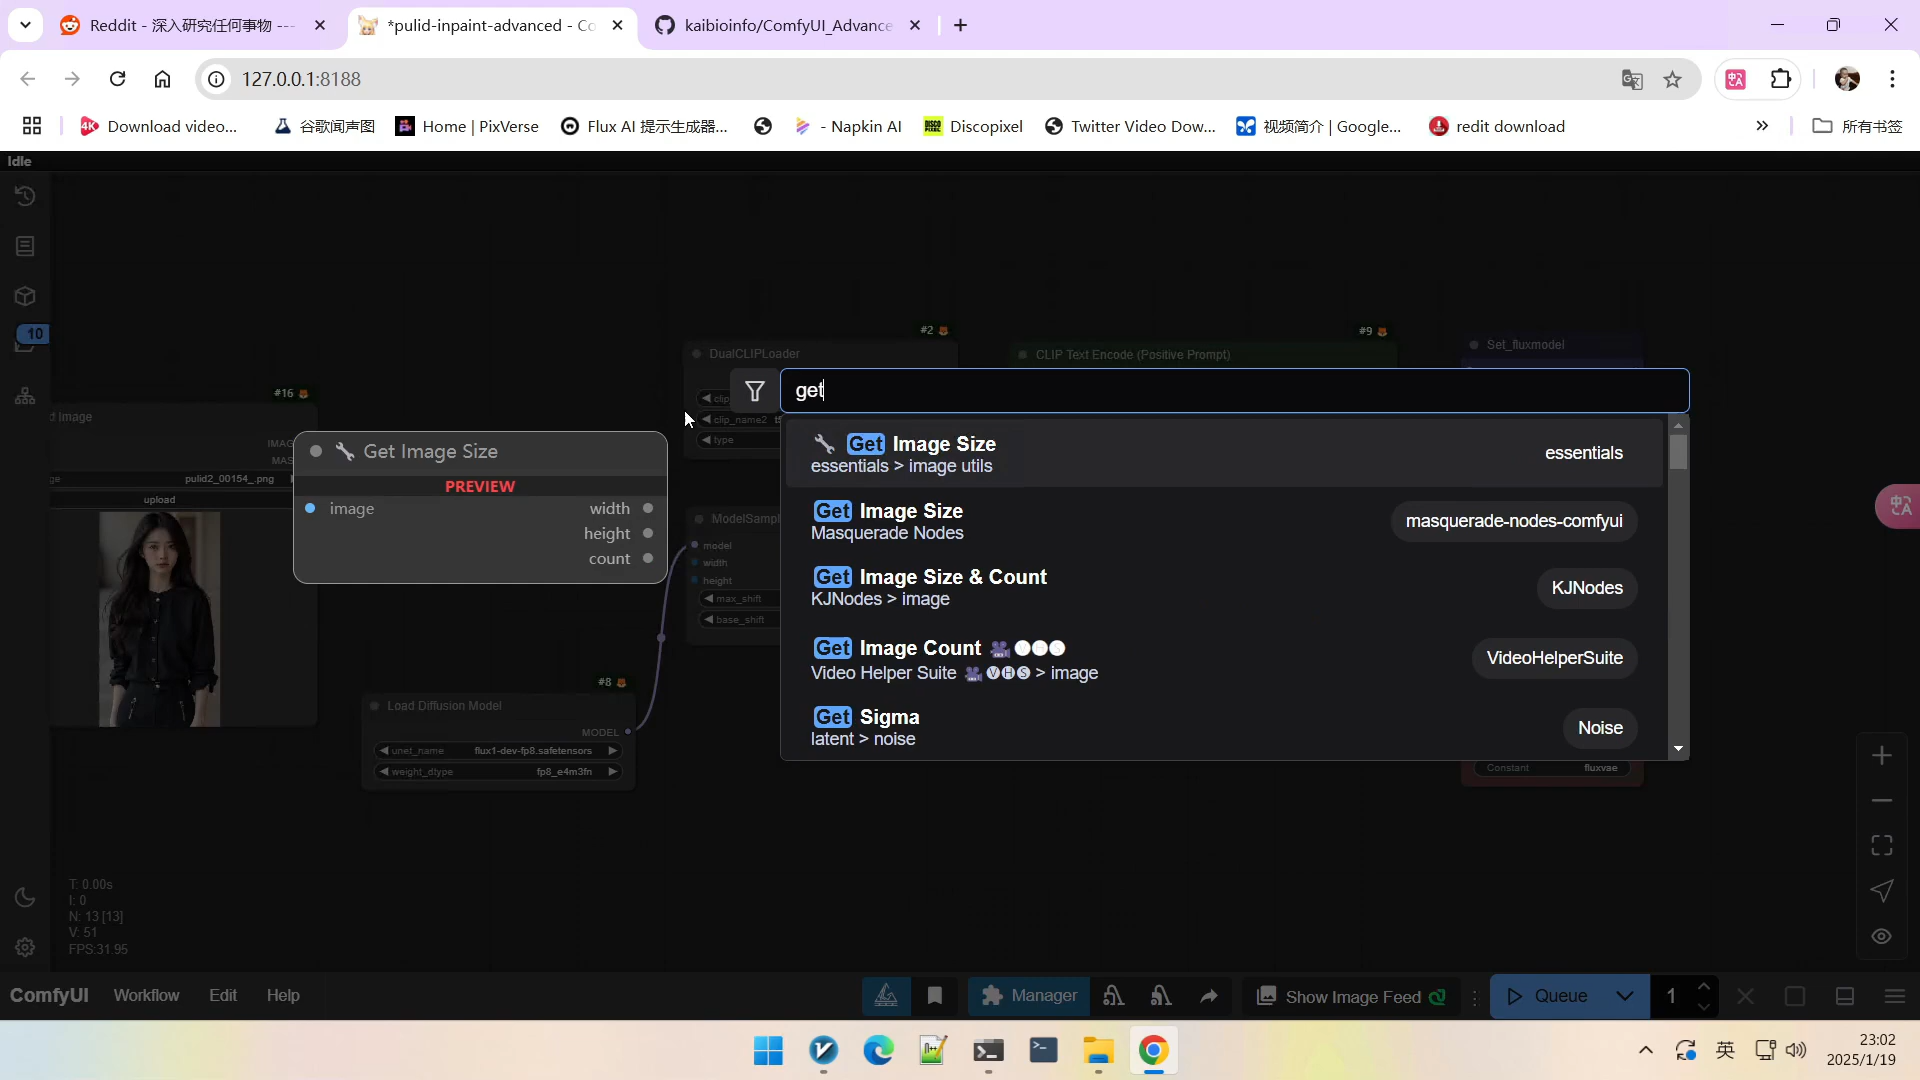 Reddit - 深入研究任何事物 ---
*pulid-inpaint-advanced - Co
kaibioinfo/ComfyUI_Advance
127.0.0.1:8188
Download video...
谷歌闻声图
Home | PixVerse
Flux AI 提示生成器...
- Napkin AI
Discopixel
Twitter Video Dow...
视频简介 | Google...
redit download
所有书签
Idle
10
#16
d Image
IMAG
MAS
ge
pulid2_00154_.png
upload
Get Image Size
PREVIEW
image
width
height
count
#2
DualCLIPLoader
clip_
clip_name2
type
#9
CLIP Text Encode (Positive Prompt)
Set_fluxmodel
get
Get Image Size
essentials > image utils
essentials
Get Image Size
Masquerade Nodes
masquerade-nodes-comfyui
Get Image Size & Count
KJNodes > image
KJNodes
Get Image Count 🎥🅥🅗🅢
Video Helper Suite 🎥🅥🅗🅢 > image
VideoHelperSuite
Get Sigma
latent > noise
Noise
ModelSampl
model
width
height
max_shift
base_shift
#8
Load Diffusion Model
MODEL
unet_name flux1-dev-fp8.safetensors
weight_dtype fp8_e4m3fn
Constant fluxvae
T: 0.00s
I: 0
N: 13 [13]
V: 51
FPS:31.95
ComfyUI
Workflow
Edit
Help
Manager
Show Image Feed
Queue
1
英
23:02
2025/1/19